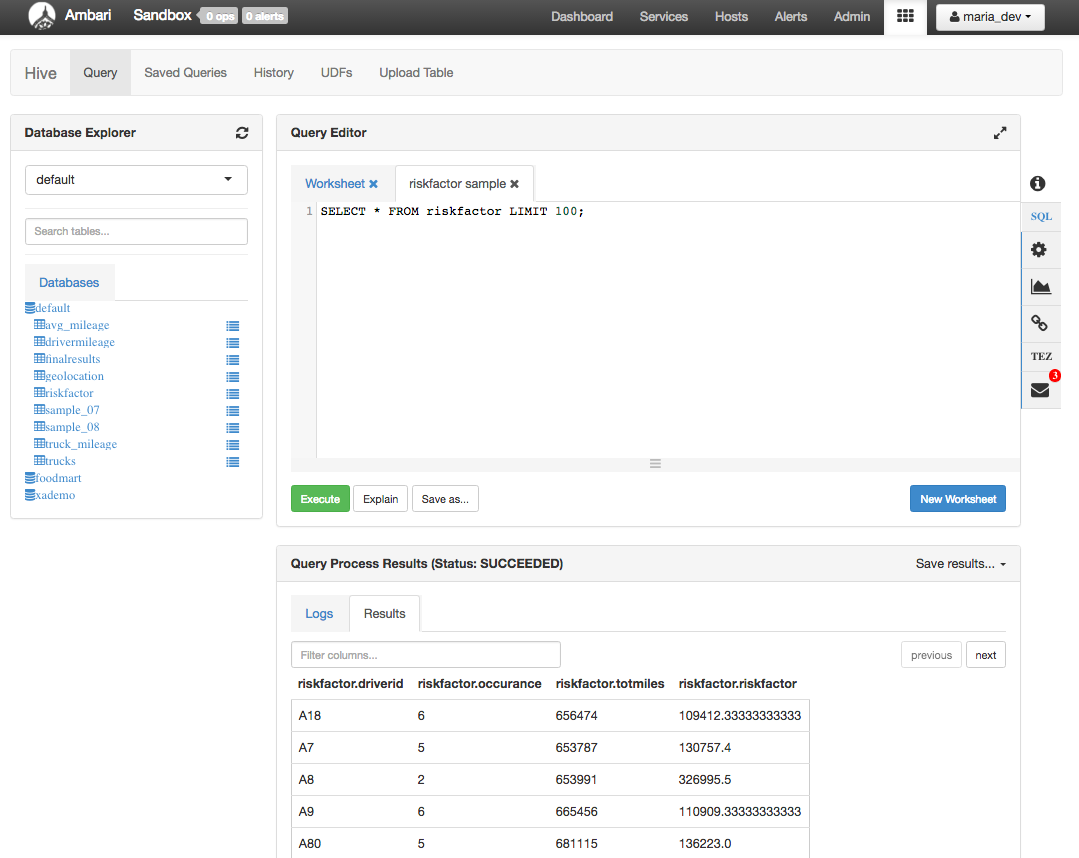 Ambari Sandbox 0 ops 0 alerts Dashboard Services Hosts Alerts Admin maria_dev
Hive Query Saved Queries History UDFs Upload Table
Database Explorer
default
Search tables...
Databases
default
avg_mileage
drivermileage
finalresults
geolocation
riskfactor
sample_07
sample_08
truck_mileage
trucks
foodmart
xademo
Query Editor
Worksheet riskfactor sample
1 SELECT * FROM riskfactor LIMIT 100;
Execute Explain Save as... New Worksheet
SQL
TEZ
3
Query Process Results (Status: SUCCEEDED) Save results...
Logs Results
Filter columns... previous next
riskfactor.driverid riskfactor.occurance riskfactor.totmiles riskfactor.riskfactor
A18 6 656474 109412.33333333333
A7 5 653787 130757.4
A8 2 653991 326995.5
A9 6 665456 110909.33333333333
A80 5 681115 136223.0